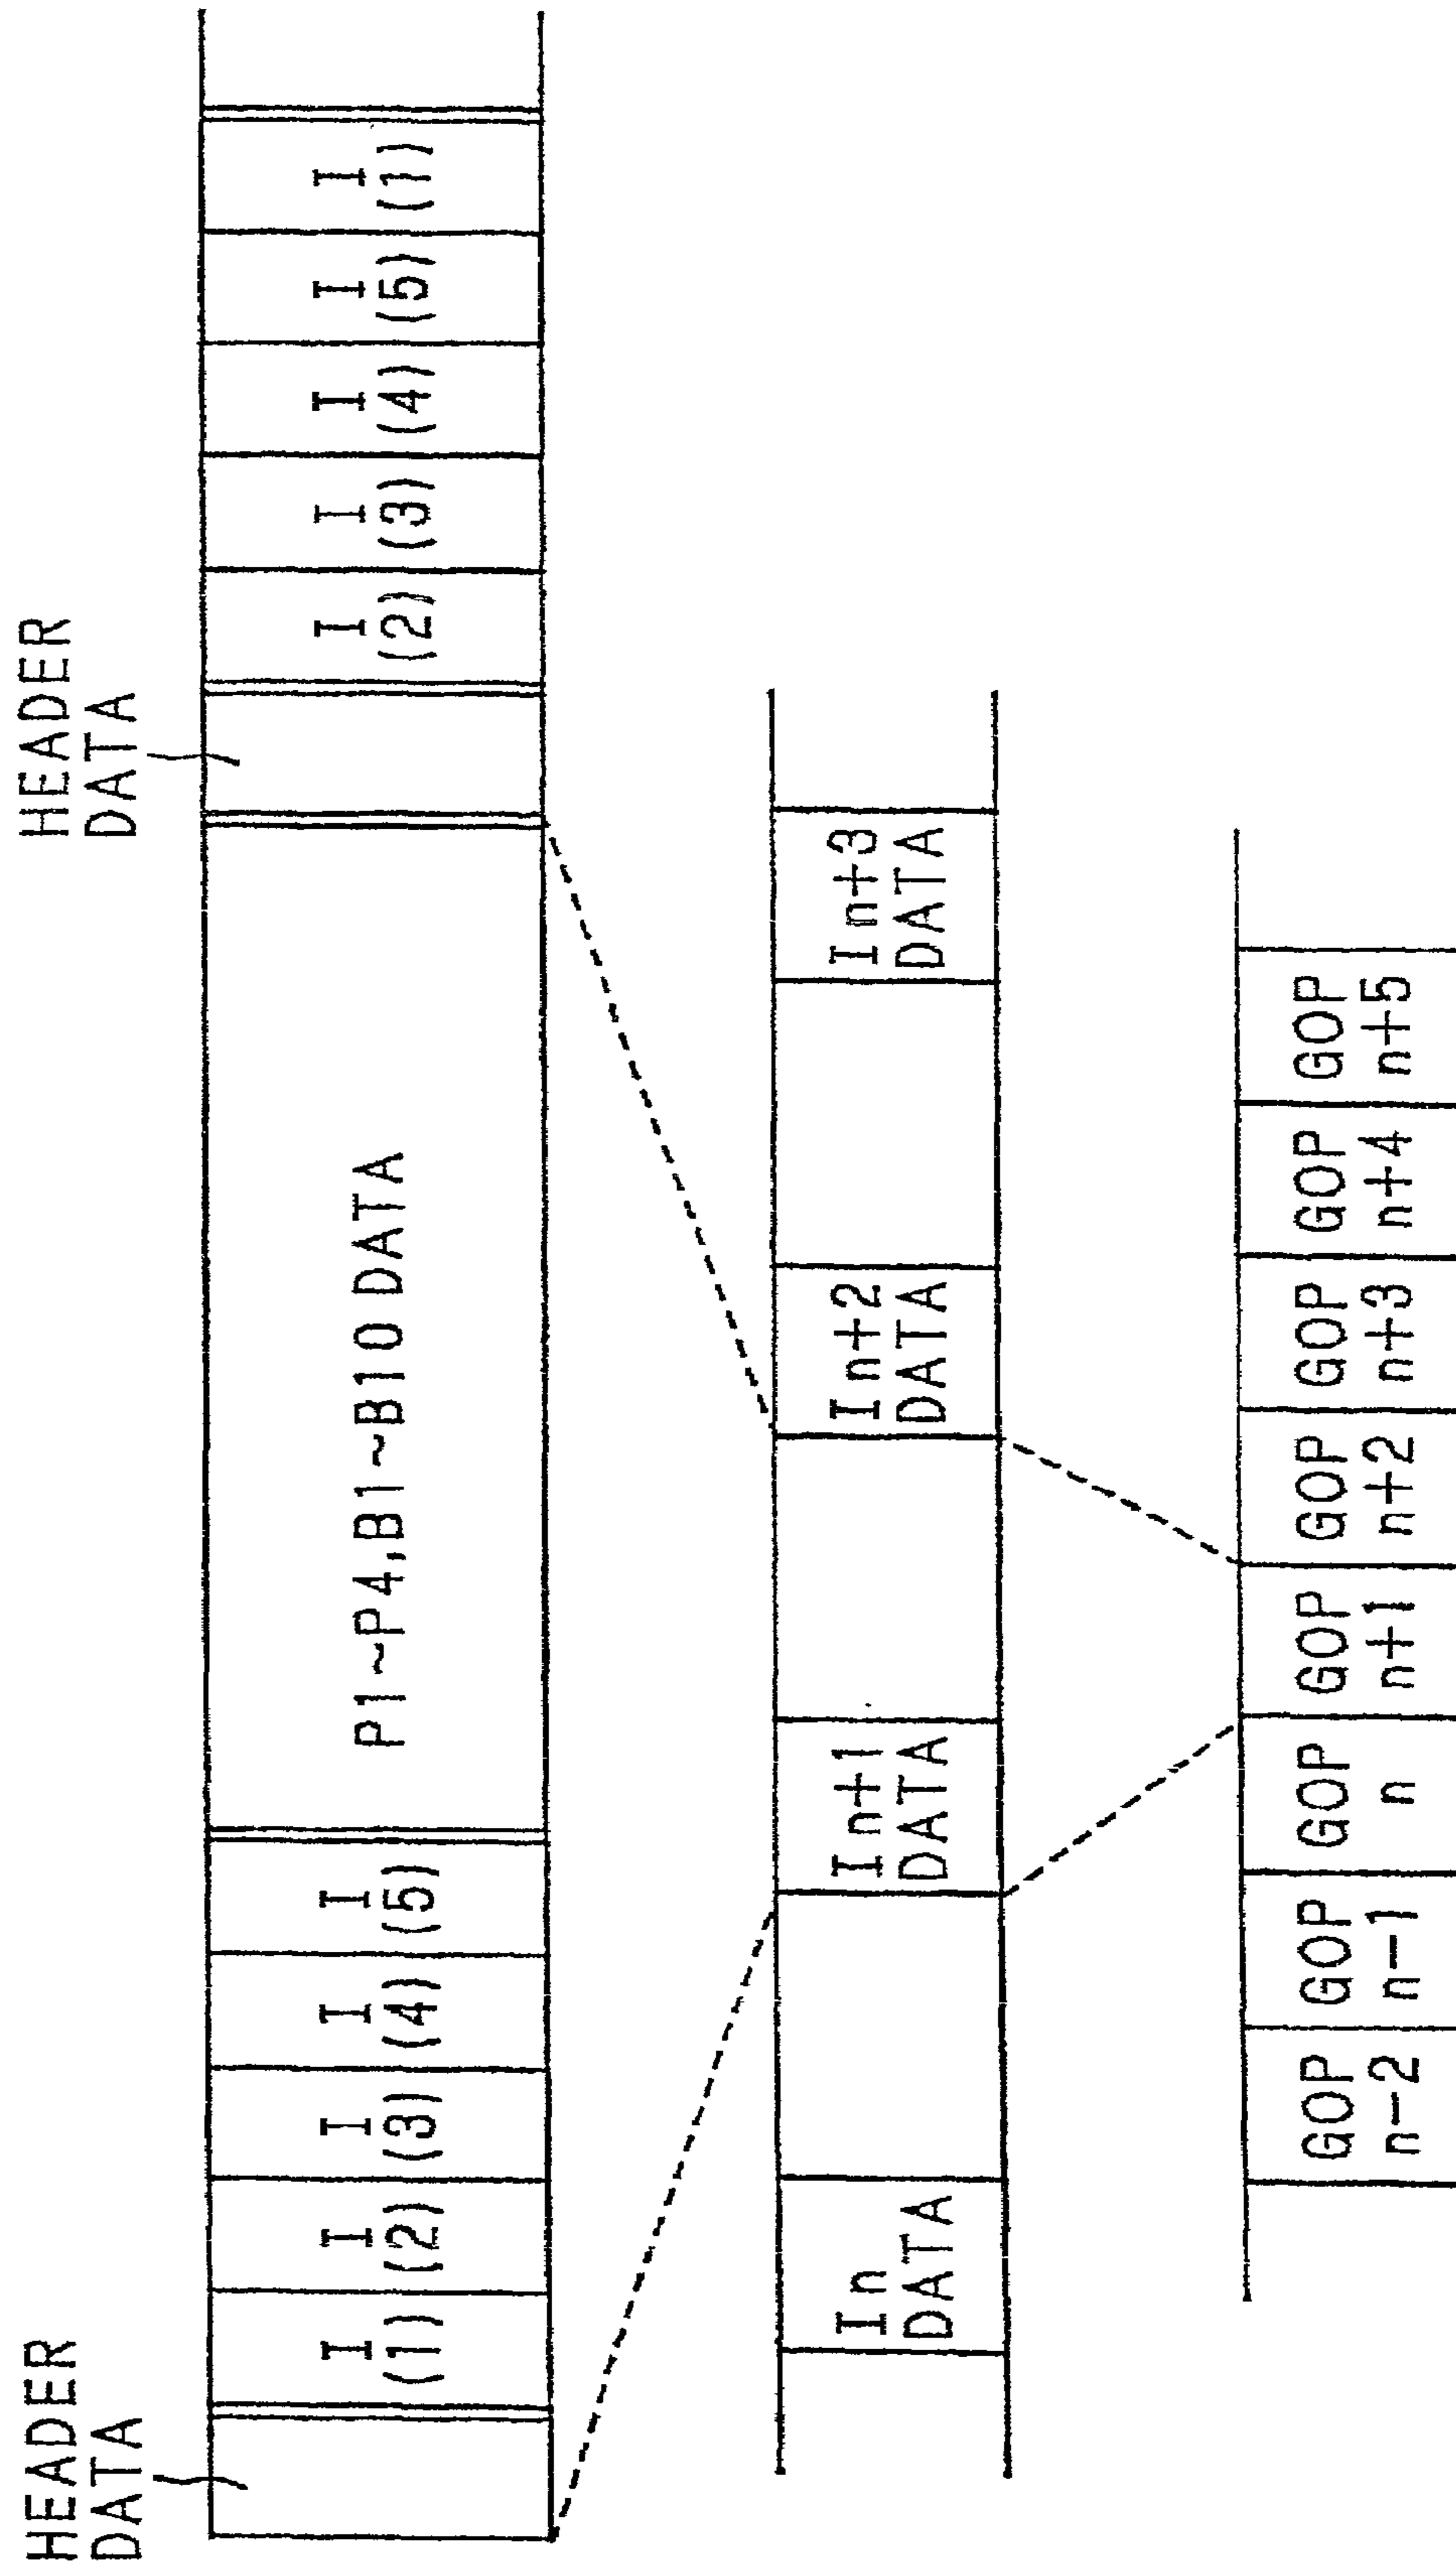 HEADER
DATA
HEADER
DATA
I
(1)
I
(2)
I
(3)
I
(4)
I
(5)
P1~P4,B1~B10 DATA
I
(2)
I
(3)
I
(4)
I
(5)
I
(1)
In
DATA
In+1
DATA
In+2
DATA
In+3
DATA
GOP
n-2
GOP
n-1
GOP
n
GOP
n+1
GOP
n+2
GOP
n+3
GOP
n+4
GOP
n+5